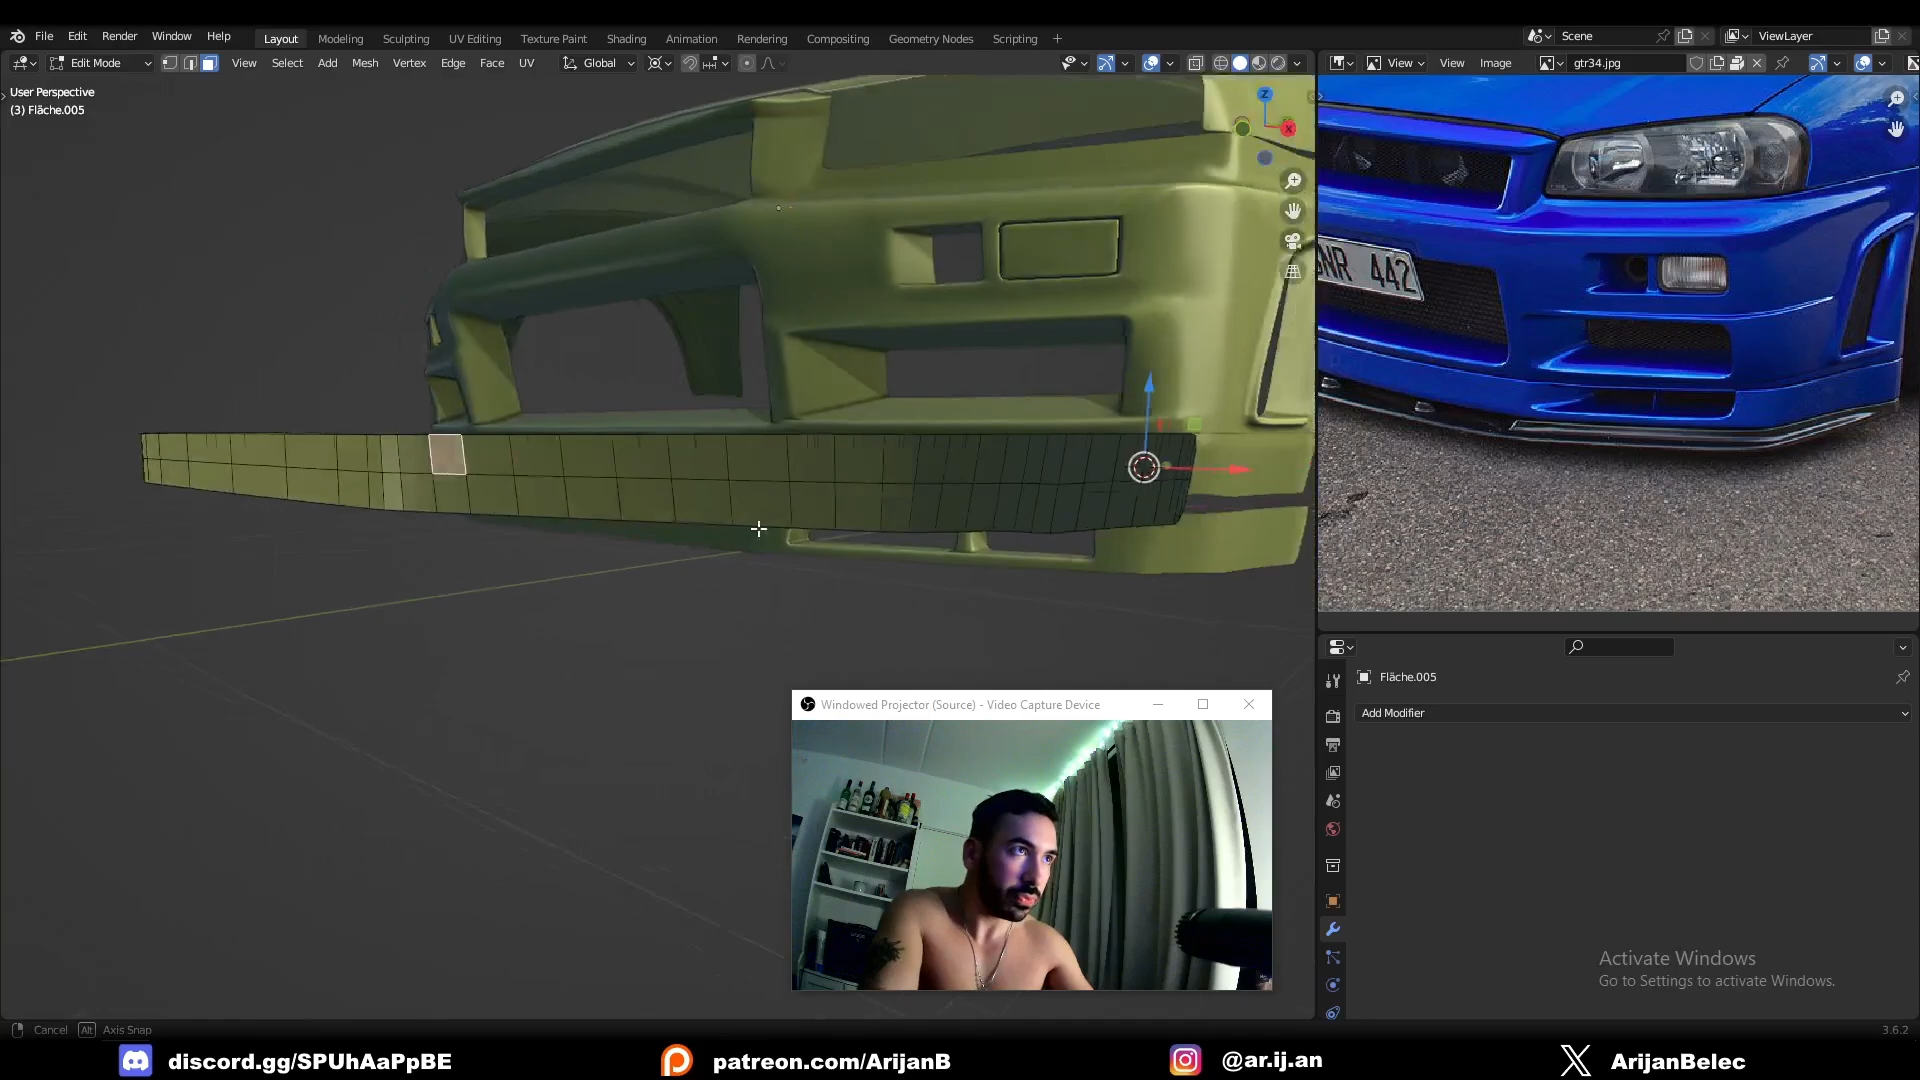 File Edit Render Window Help Layout Modeling Sculpting UV Editing Texture Paint Shading Animation Rendering Compositing Geometry Nodes Scripting + Scene ViewLayer
Edit Mode View Select Add Mesh Vertex Edge Face UV Global View View Image gtr34.jpg
User Perspective
(3) Fläche.005
Z
X
NR 442
Fläche.005
Add Modifier
Windowed Projector (Source) - Video Capture Device
Activate Windows
Go to Settings to activate Windows.
Cancel Alt Axis Snap 3.6.2
discord.gg/SPUhAaPpBE patreon.com/ArijanB @ar.ij.an ArijanBelec